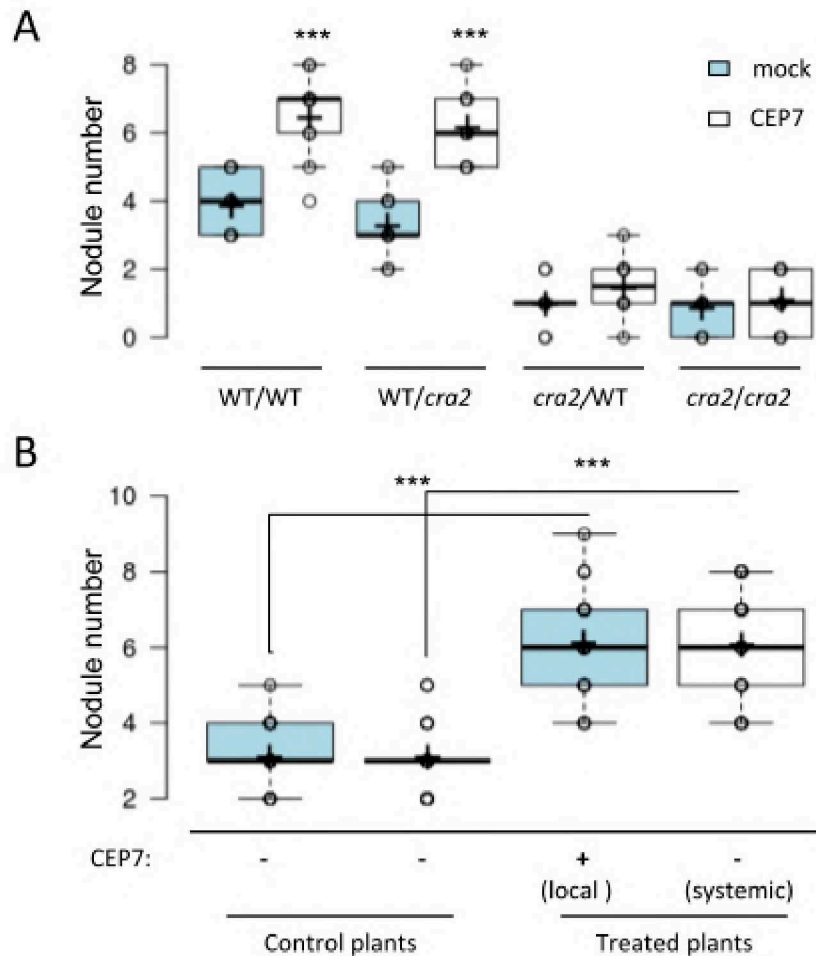 A
*** ***
mock
CEP7
Nodule number
8
6
4
2
0
WT/WT WT/cra2 cra2/WT cra2/cra2
B
***
***
Nodule number
10
8
6
4
2
CEP7: - - + -
(local ) (systemic)
Control plants Treated plants